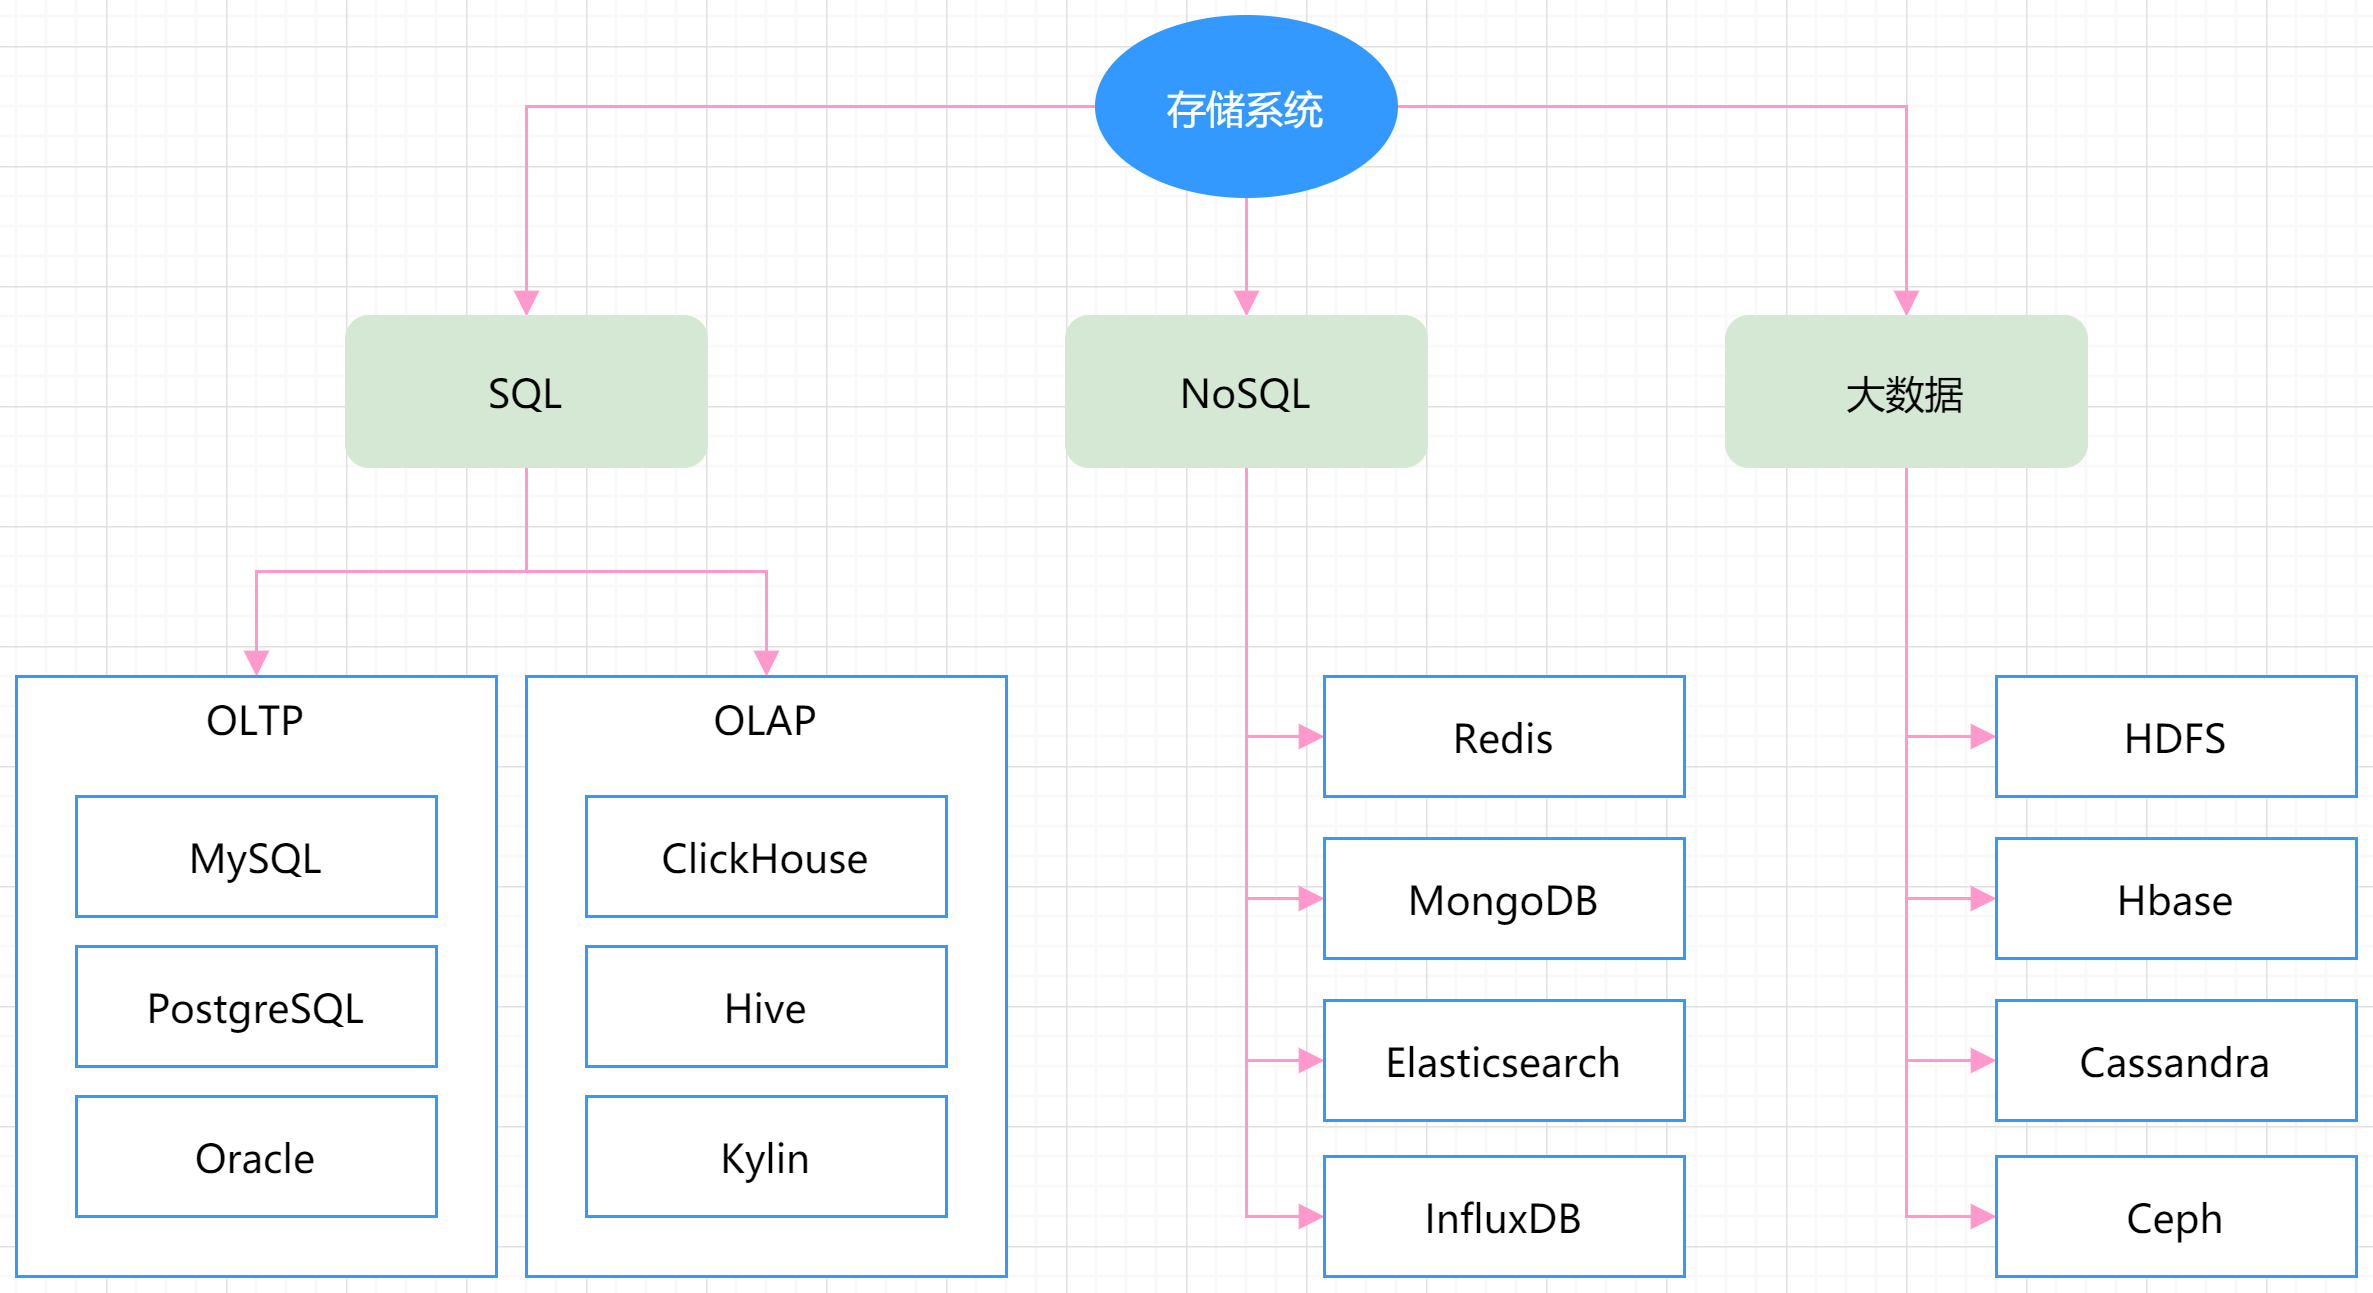 存储系统
SQL
NoSQL
大数据
OLTP
MySQL
PostgreSQL
Oracle
OLAP
ClickHouse
Hive
Kylin
Redis
MongoDB
Elasticsearch
InfluxDB
HDFS
Hbase
Cassandra
Ceph